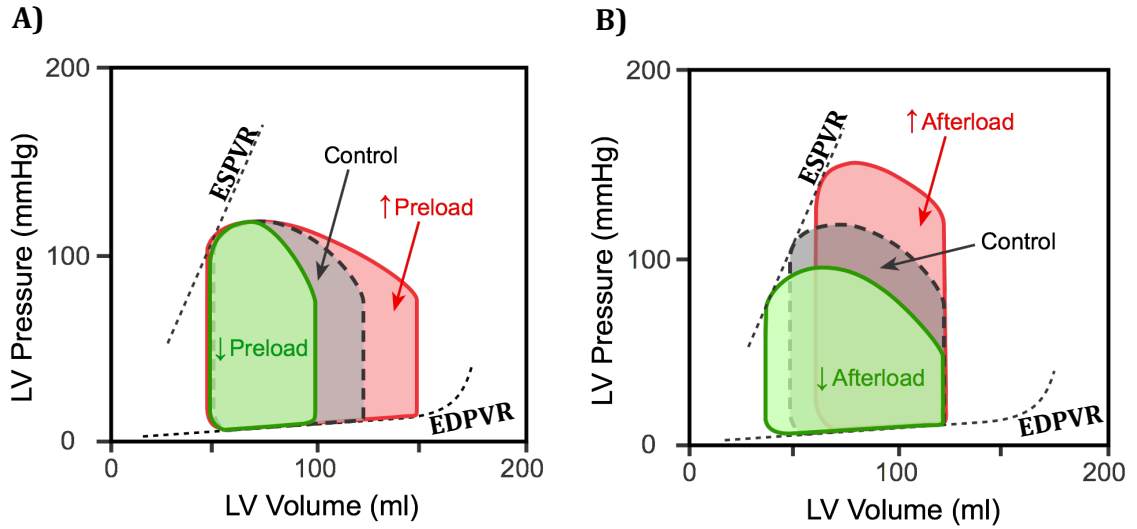 A)
200
100
0
0
100
200
LV Pressure (mmHg)
LV Volume (ml)
ESPVR
Control
↑ Preload
↓ Preload
EDPVR
B)
200
100
0
0
100
200
LV Pressure (mmHg)
LV Volume (ml)
ESPVR
↑ Afterload
Control
↓ Afterload
EDPVR